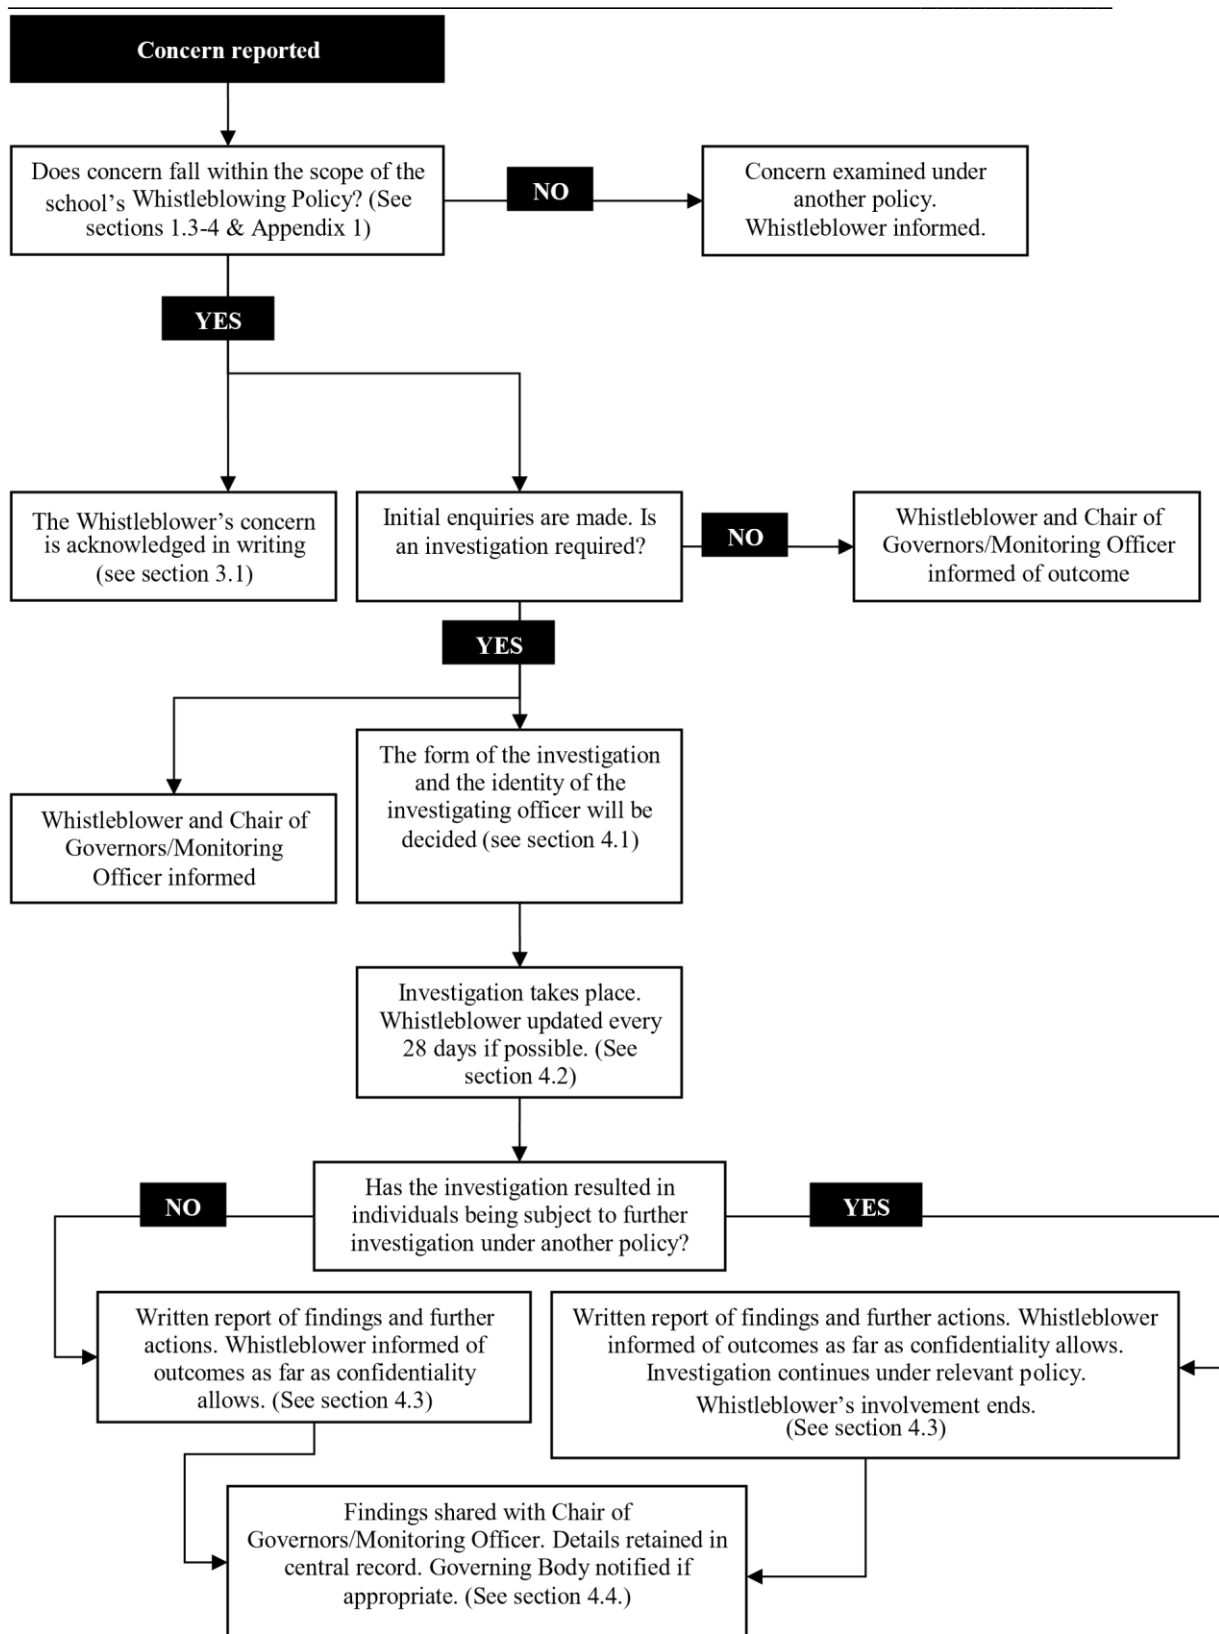 Concern reported
Does concern fall within the scope of the
school's Whistleblowing Policy? (See
sections 1.3-4 & Appendix 1)
NO
Concern examined under
another policy.
Whistleblower informed.
YES
The Whistleblower's concern
is acknowledged in writing
(see section 3.1)
Initial enquiries are made. Is
an investigation required?
NO
Whistleblower and Chair of
Governors/Monitoring Officer
informed of outcome
YES
Whistleblower and Chair of
Governors/Monitoring
Officer informed
The form of the investigation
and the identity of the
investigating officer will be
decided (see section 4.1)
Investigation takes place.
Whistleblower updated every
28 days if possible. (See
section 4.2)
Has the investigation resulted in
individuals being subject to further
investigation under another policy?
NO
YES
Written report of findings and further
actions. Whistleblower informed of
outcomes as far as confidentiality
allows. (See section 4.3)
Written report of findings and further actions. Whistleblower
informed of outcomes as far as confidentiality allows.
Investigation continues under relevant policy.
Whistleblower's involvement ends.
(See section 4.3)
Findings shared with Chair of
Governors/Monitoring Officer. Details retained in
central record. Governing Body notified if
appropriate. (See section 4.4.)